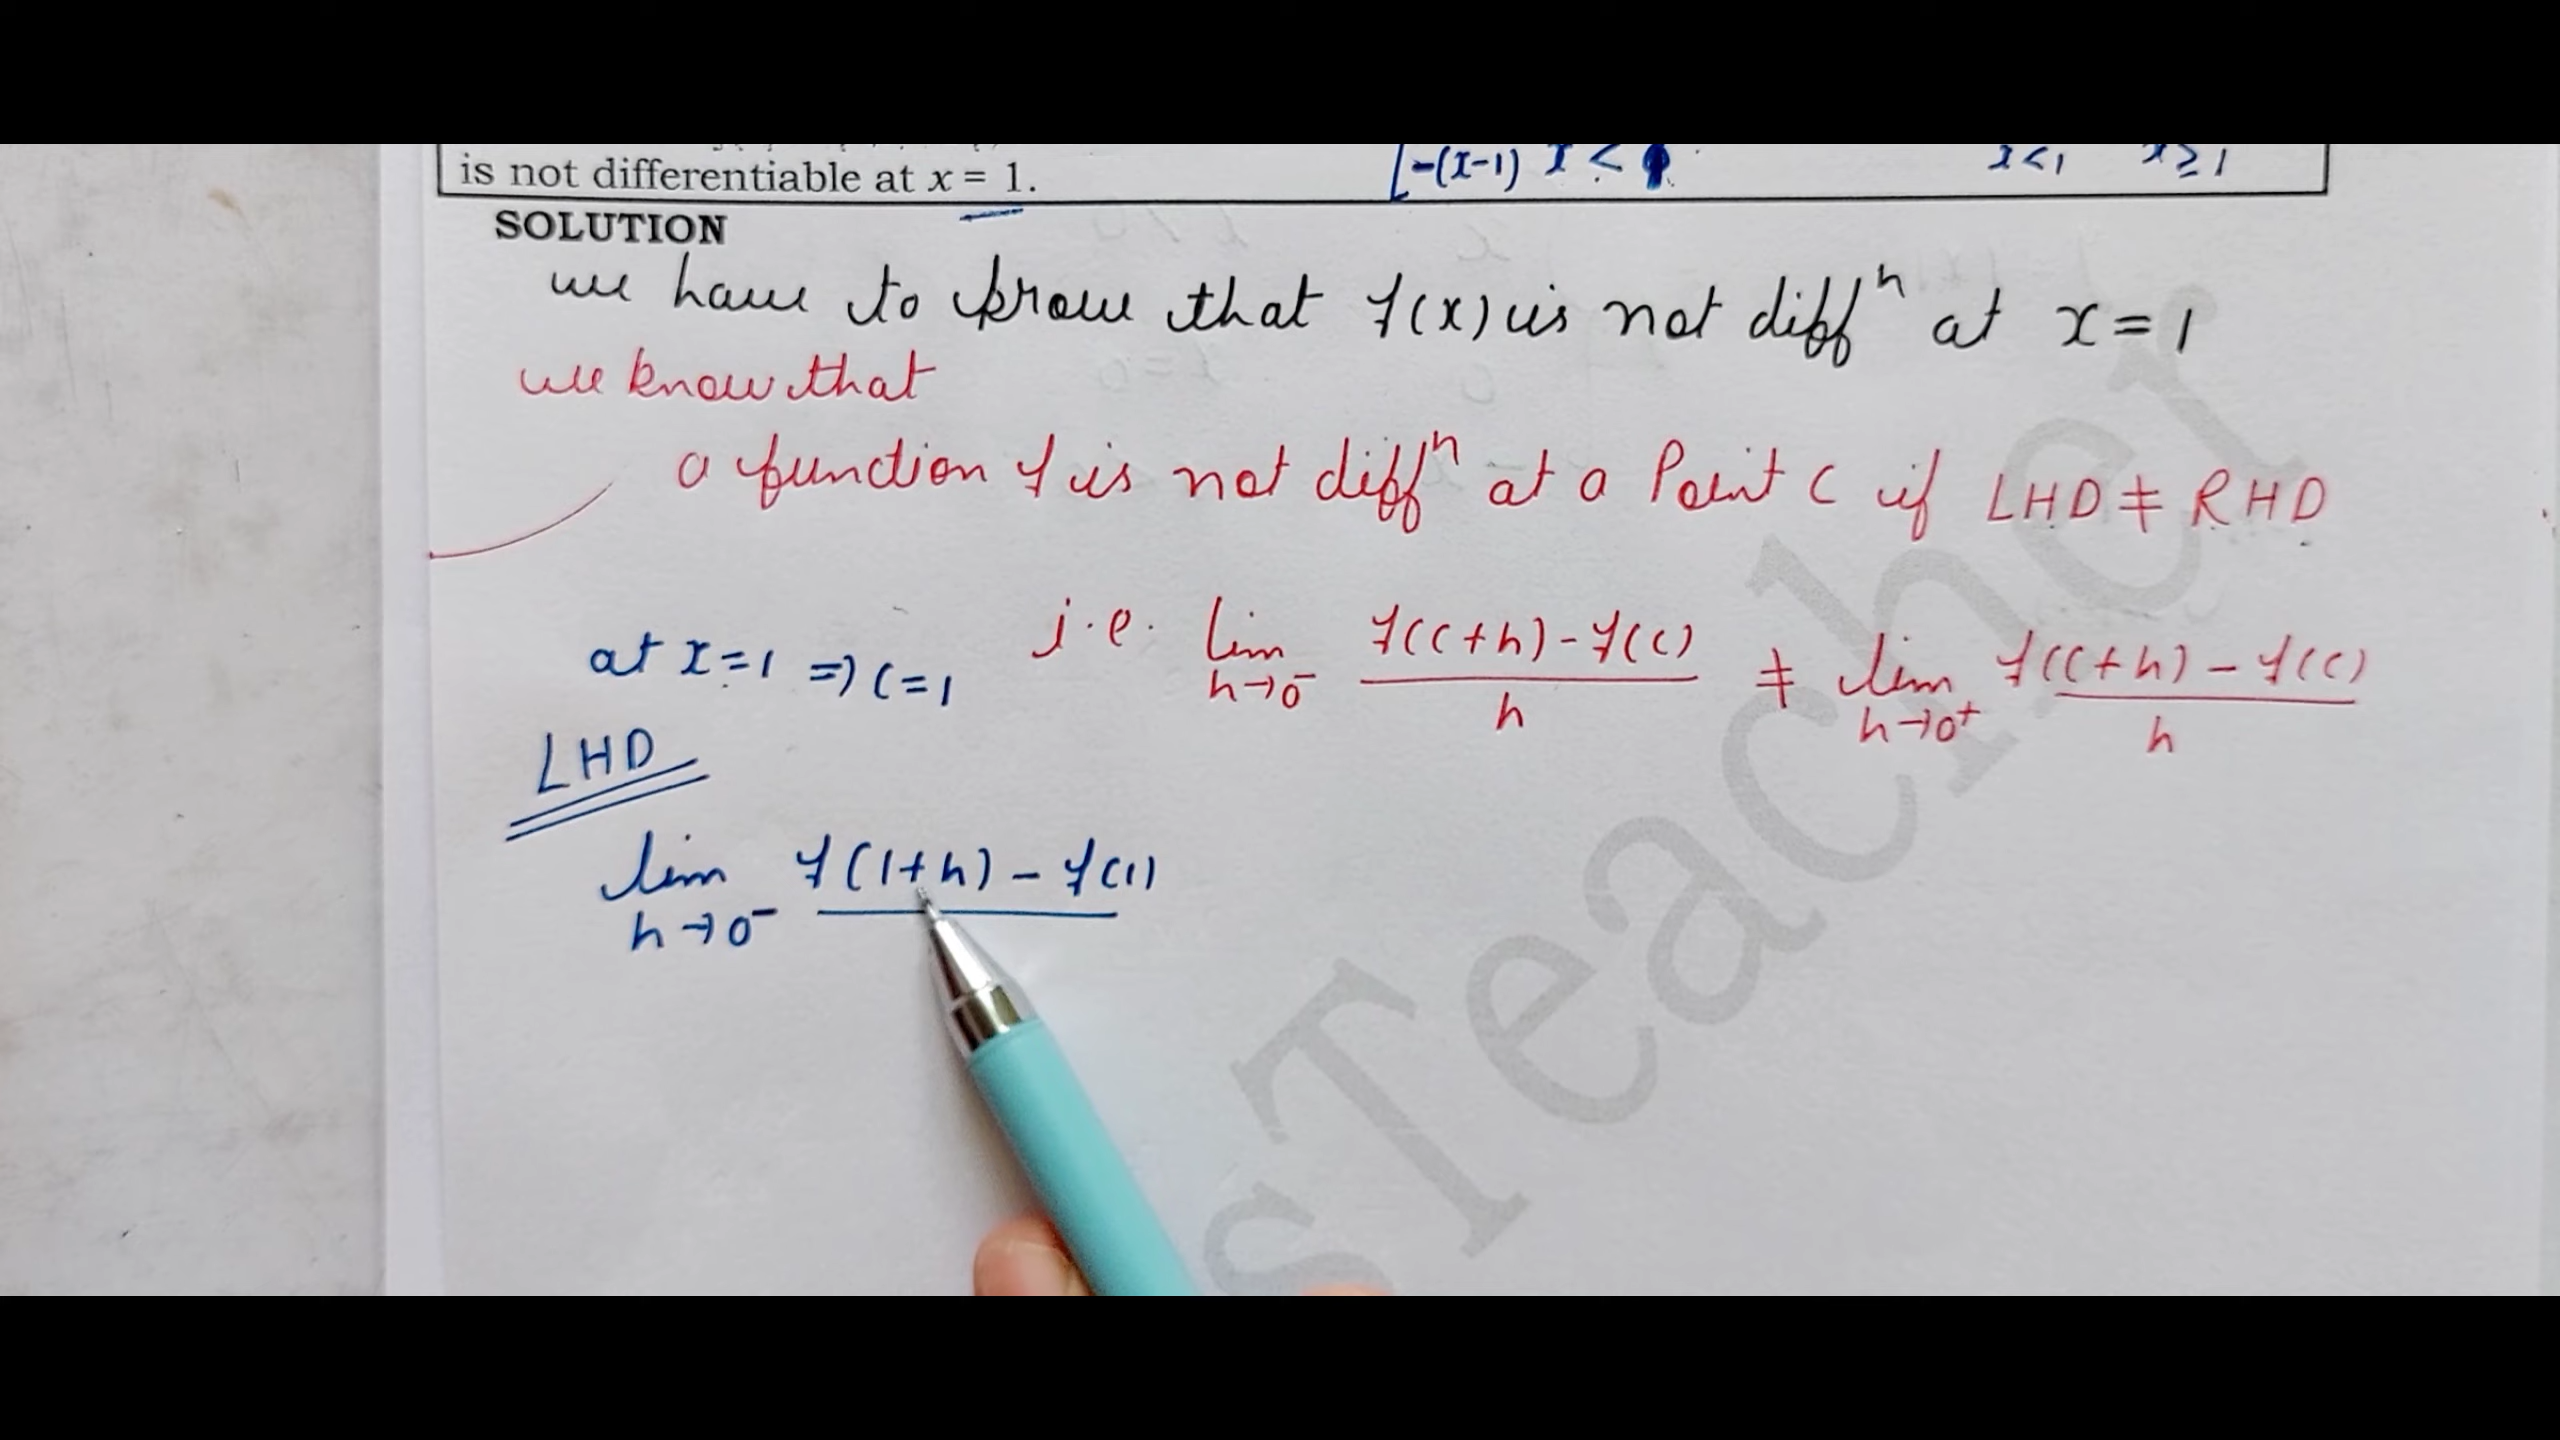 is not differentiable at x = 1.
-(x-1) x <
x<1 x≥1
SOLUTION
we have to prove that f(x) is not diffⁿ at x=1
we know that
a function f is not diffⁿ at a Point C if LHD ≠ RHD
at x=1 => C=1
i.e. lim h→0⁻ f(c+h)-f(c) / h ≠ lim h→0⁺ f(c+h)-f(c) / h
LHD
lim h→0⁻ f(1+h)-f(1)
sTeacher